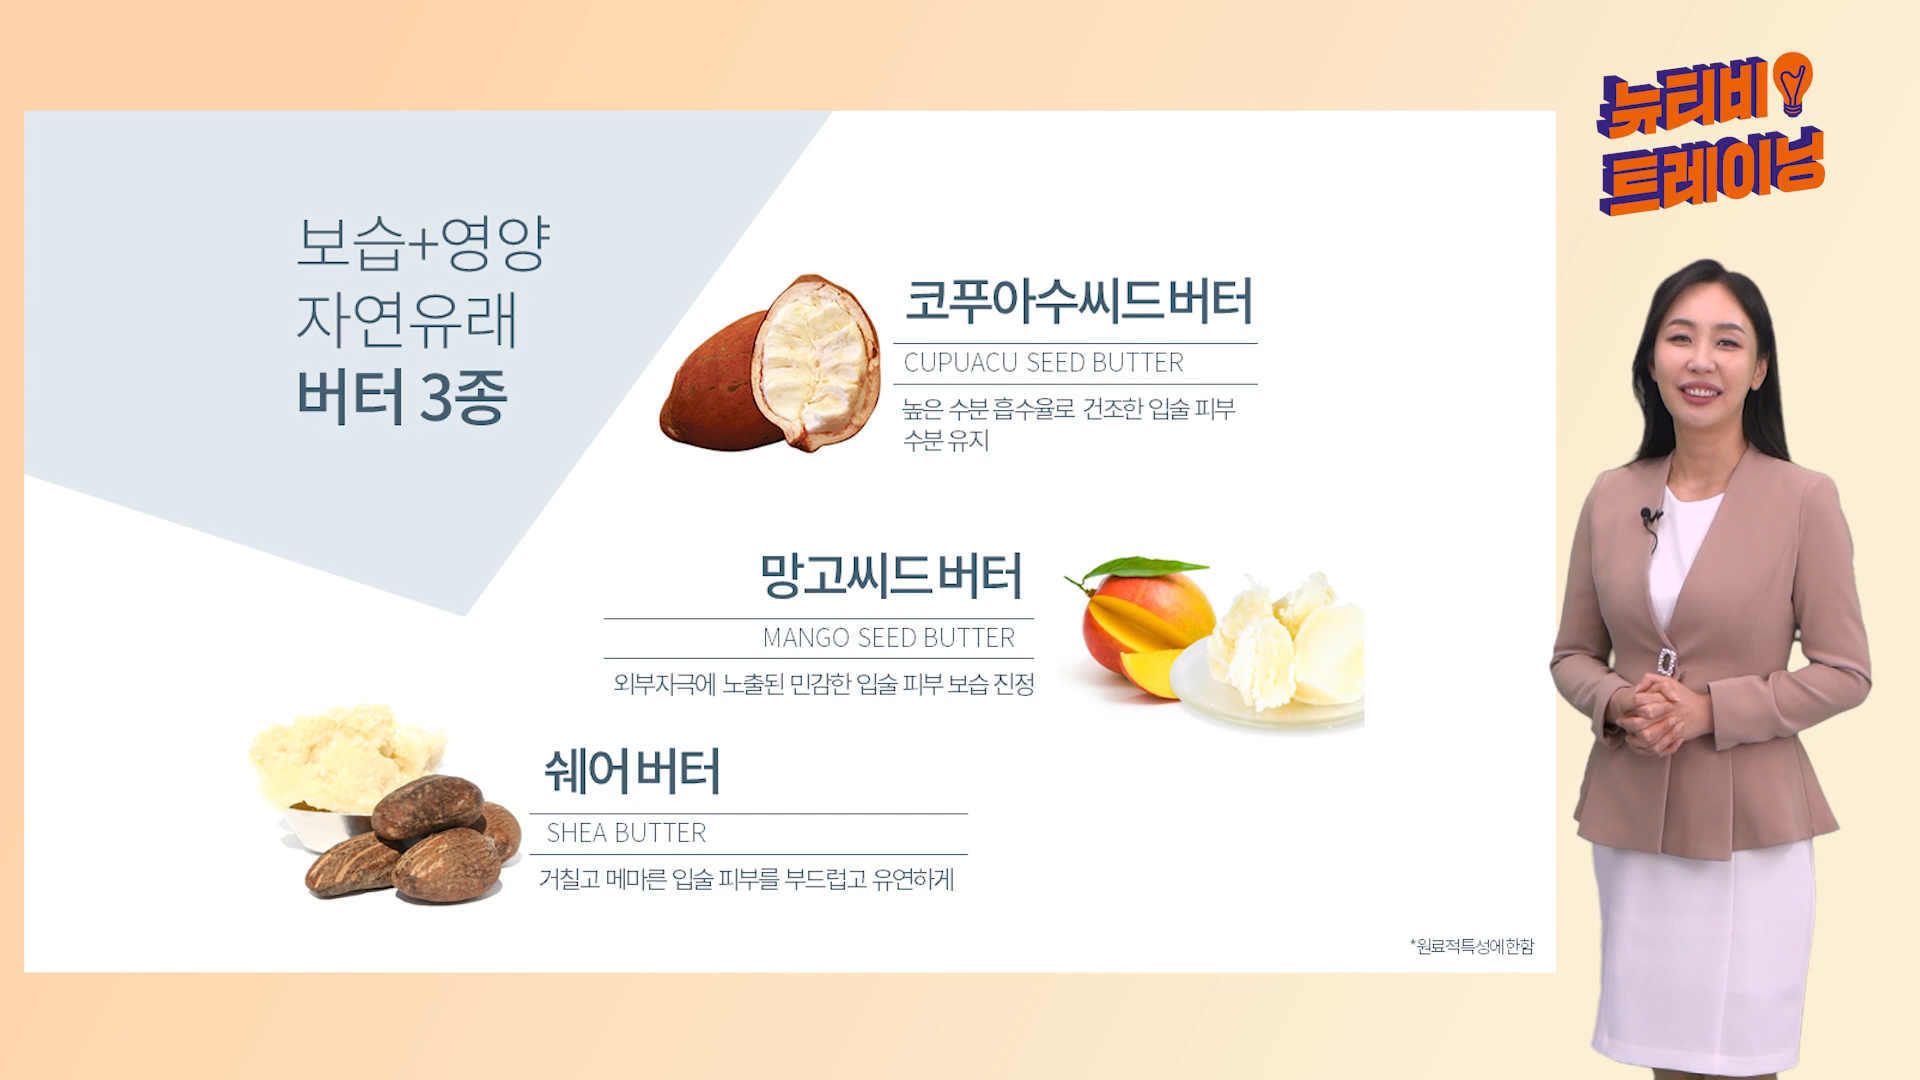 보습+영양
자연유래
버터 3종
코푸아수씨드버터
CUPUACU SEED BUTTER
높은 수분 흡수율로 건조한 입술 피부
수분 유지
망고씨드버터
MANGO SEED BUTTER
외부자극에 노출된 민감한 입술 피부 보습 진정
쉐어버터
SHEA BUTTER
거칠고 메마른 입술 피부를 부드럽고 유연하게
*원료적특성에한함
뉴티비
트레이닝